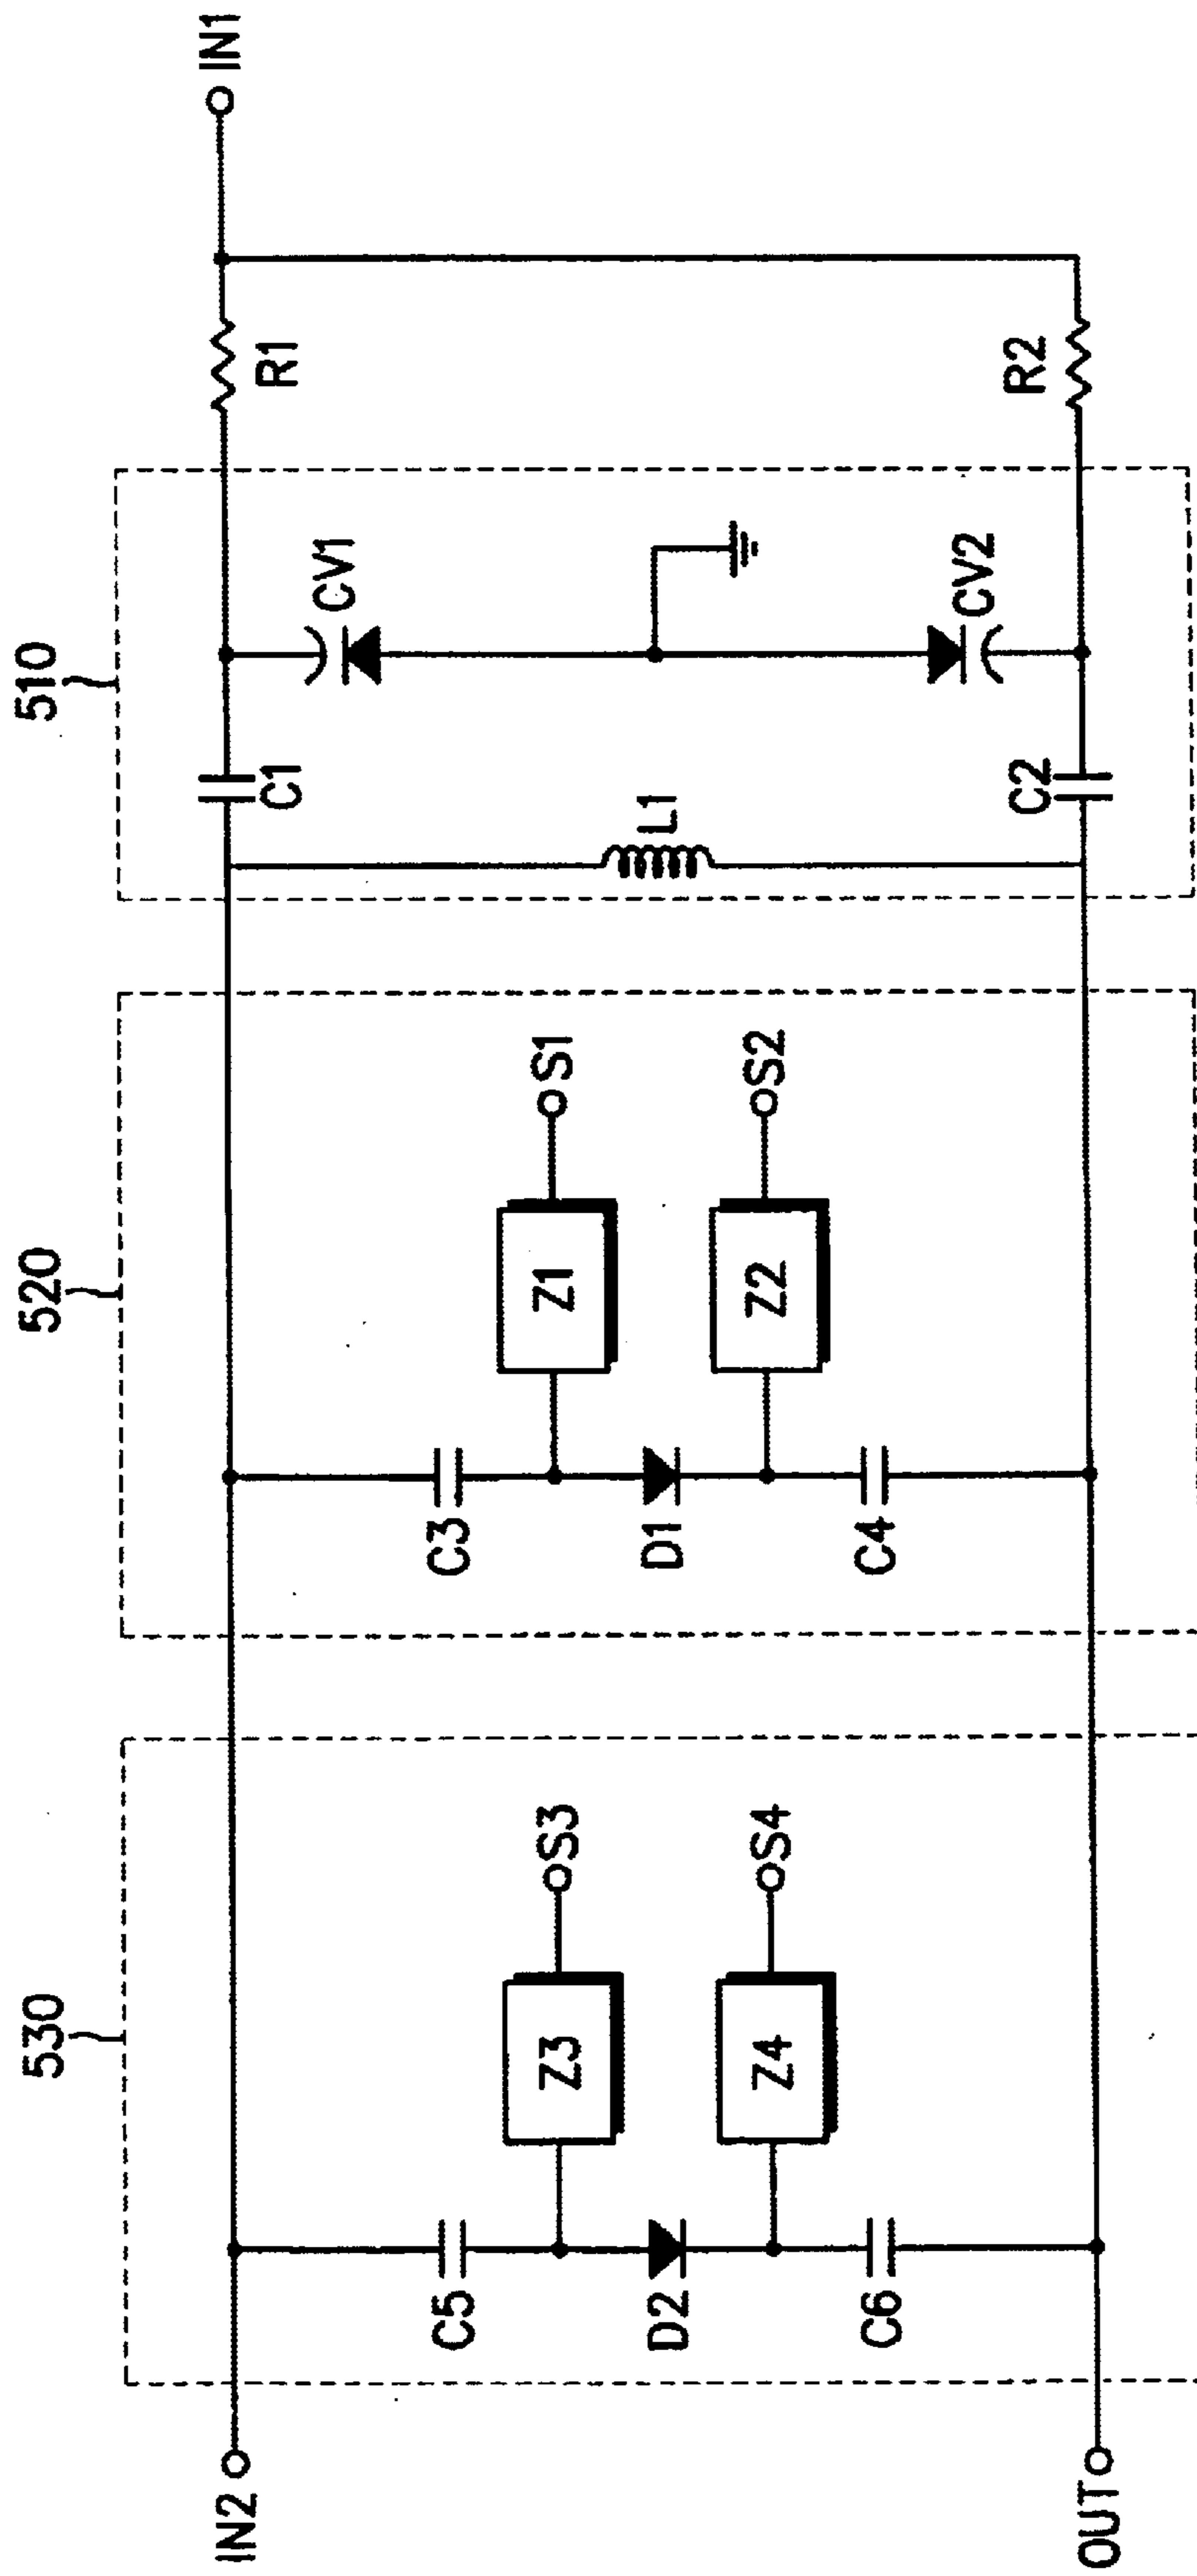 IN1
R1
R2
510
CV1
CV2
C1
C2
L1
520
S1
S2
Z1
Z2
C3
D1
C4
530
S3
S4
Z3
Z4
C5
D2
C6
IN2
OUT